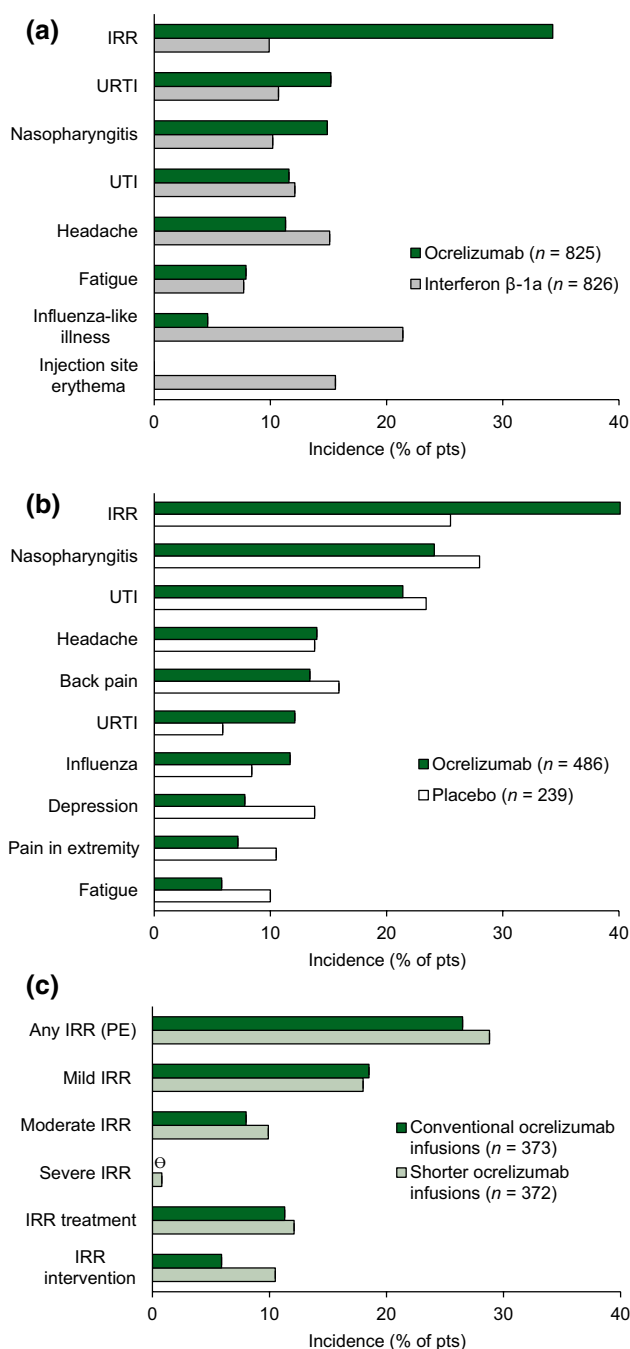 (a)
IRR
URTI
Nasopharyngitis
UTI
Headache
Fatigue
Influenza-like
illness
Injection site
erythema
Ocrelizumab (n = 825)
Interferon β-1a (n = 826)
0 10 20 30 40
Incidence (% of pts)
(b)
IRR
Nasopharyngitis
UTI
Headache
Back pain
URTI
Influenza
Depression
Pain in extremity
Fatigue
Ocrelizumab (n = 486)
Placebo (n = 239)
0 10 20 30 40
Incidence (% of pts)
(c)
Any IRR (PE)
Mild IRR
Moderate IRR
Severe IRR
IRR treatment
IRR
intervention
Θ
Conventional ocrelizumab
infusions (n = 373)
Shorter ocrelizumab
infusions (n = 372)
0 10 20 30 40
Incidence (% of pts)